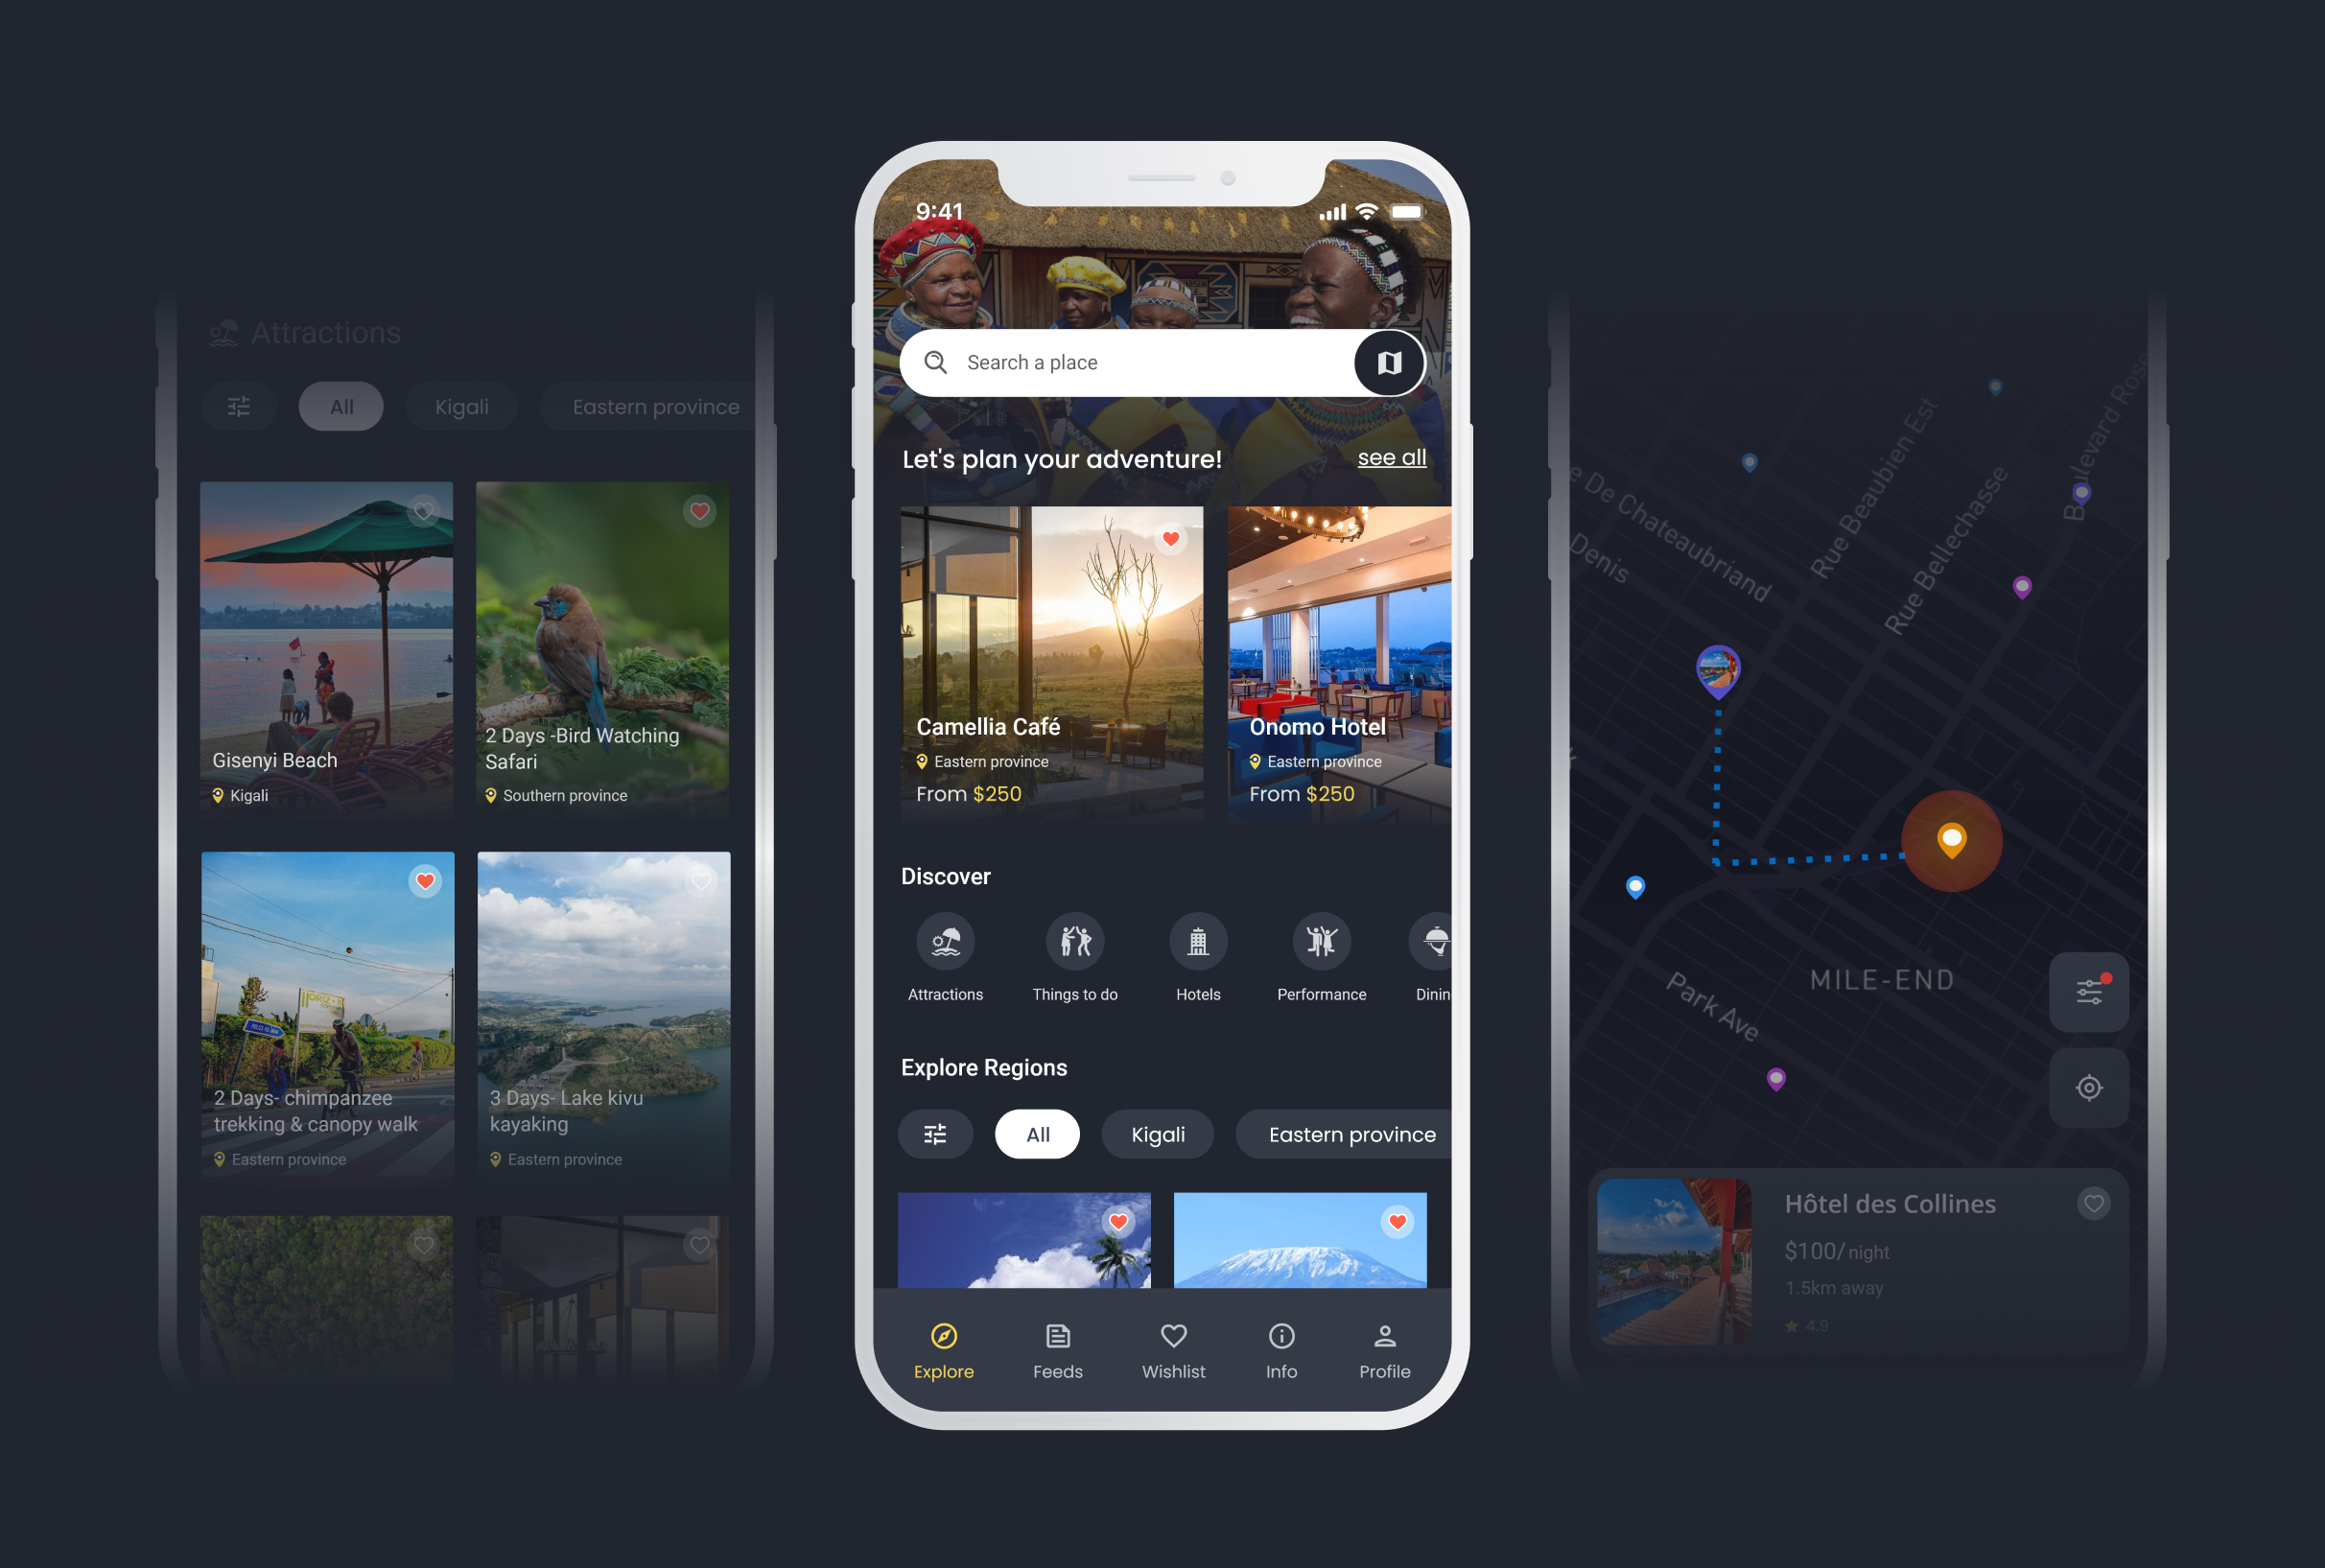 Attractions
All
Kigali
Eastern province
Gisenyi Beach
Kigali
2 Days -Bird Watching
Safari
Southern province
2 Days- chimpanzee
trekking & canopy walk
Eastern province
3 Days- Lake kivu
kayaking
Eastern province
9:41
Search a place
Let's plan your adventure!
see all
Camellia Café
Eastern province
From $250
Onomo Hotel
Eastern province
From $250
Discover
Attractions
Things to do
Hotels
Performance
Dinin
Explore Regions
All
Kigali
Eastern province
Explore
Feeds
Wishlist
Info
Profile
e De Chateaubriand
Denis
Rue Beaubien Est
Rue Bellechasse
Boulevard Rose
MILE-END
Park Ave
Hôtel des Collines
$100/ night
1.5km away
4.9